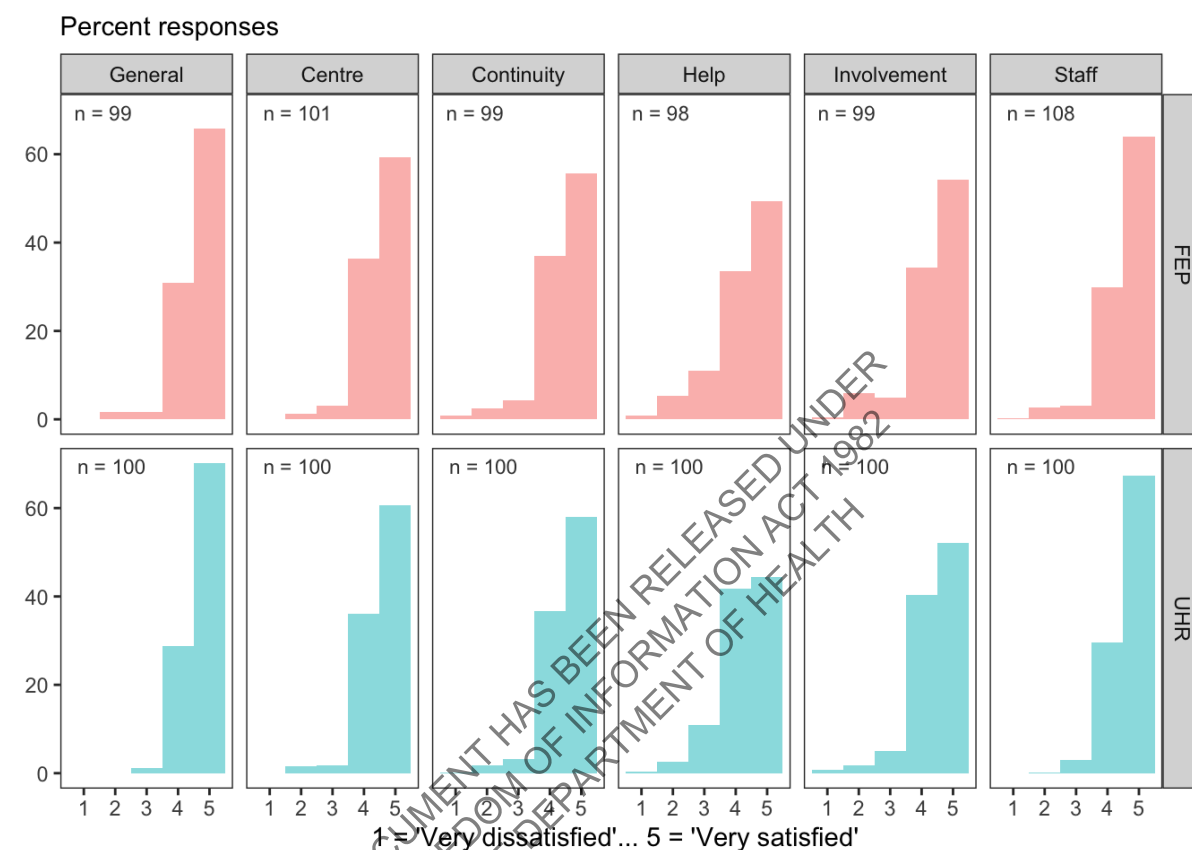 Percent responses
General Centre Continuity Help Involvement Staff
n = 99 n = 101 n = 99 n = 98 n = 99 n = 108
60
40
20
0
FEP
n = 100 n = 100 n = 100 n = 100 n = 100 n = 100
60
40
20
0
UHR
1 2 3 4 5 1 2 3 4 5 1 2 3 4 5 1 2 3 4 5 1 2 3 4 5 1 2 3 4 5
1 = 'Very dissatisfied'... 5 = 'Very satisfied'
CUMENT HAS BEEN RELEASED UNDER
EDOM OF INFORMATION ACT 1982
DEPARTMENT OF HEALTH